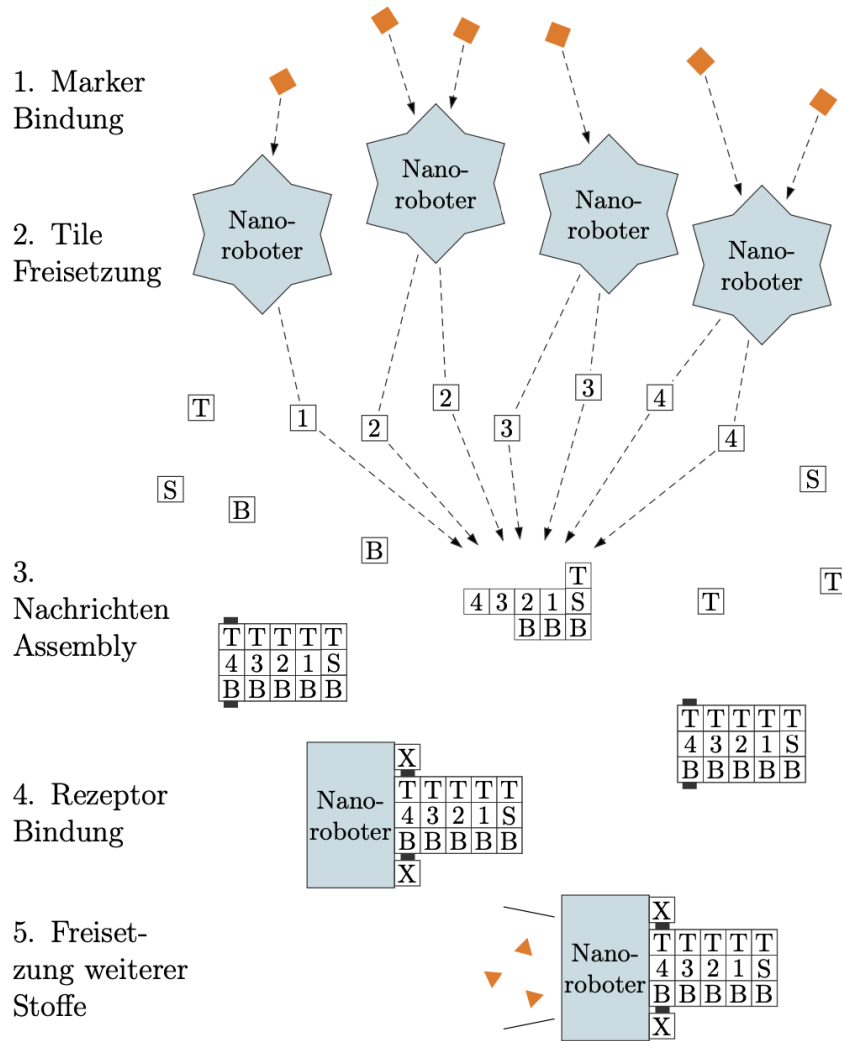 1. Marker
Bindung
Nano-
roboter
Nano-
roboter
Nano-
roboter
Nano-
roboter
2. Tile
Freisetzung
T
1
2
2
3
3
4
4
S
B
B
S
T
T
3.
Nachrichten
Assembly
T
4 3 2 1 S
B B B
T T T T T
4 3 2 1 S
B B B B B
T T T T T
4 3 2 1 S
B B B B B
4. Rezeptor
Bindung
Nano-
roboter
X
T T T T T
4 3 2 1 S
B B B B B
X
5. Freiset-
zung weiterer
Stoffe
Nano-
roboter
X
T T T T T
4 3 2 1 S
B B B B B
X